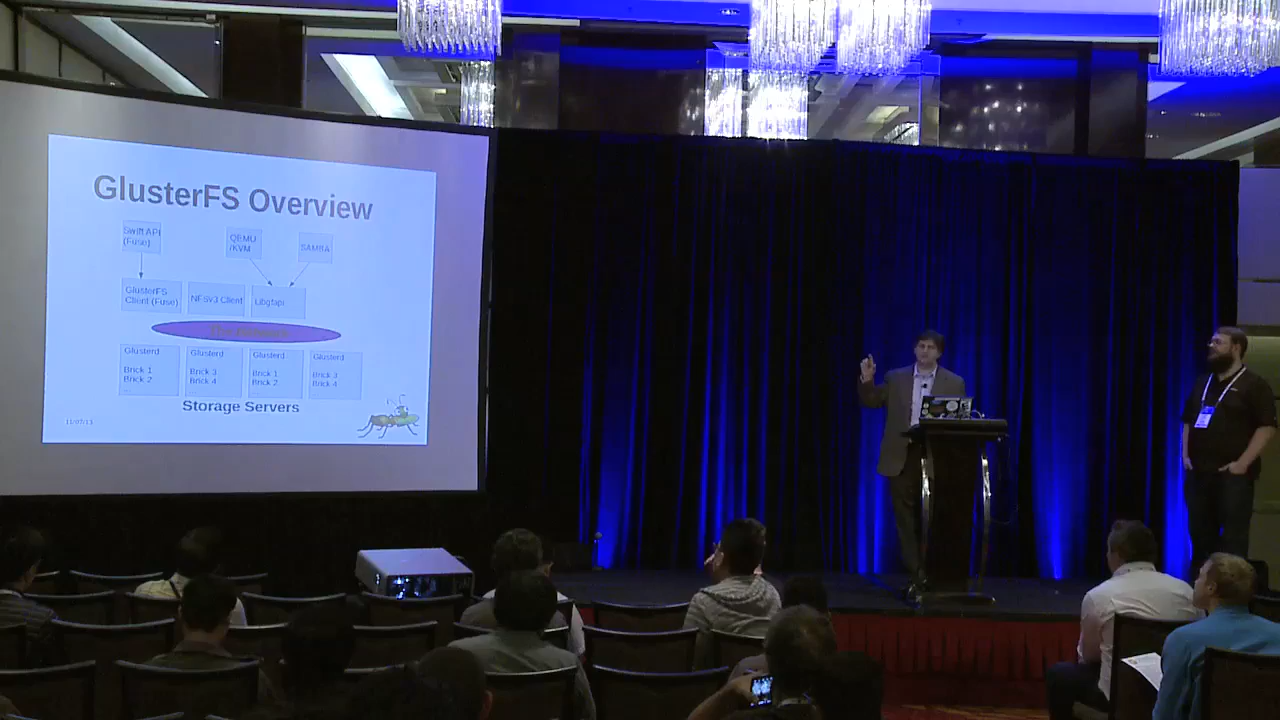 GlusterFS Overview
Swift API
(Fuse)
QEMU
/KVM
SAMBA
GlusterFS
Client (Fuse)
NFSv3 Client
Libgfapi
Glusterd
Brick 1
Brick 2
Glusterd
Brick 3
Brick 4
Glusterd
Brick 1
Brick 2
Glusterd
Brick 3
Brick 4
Storage Servers